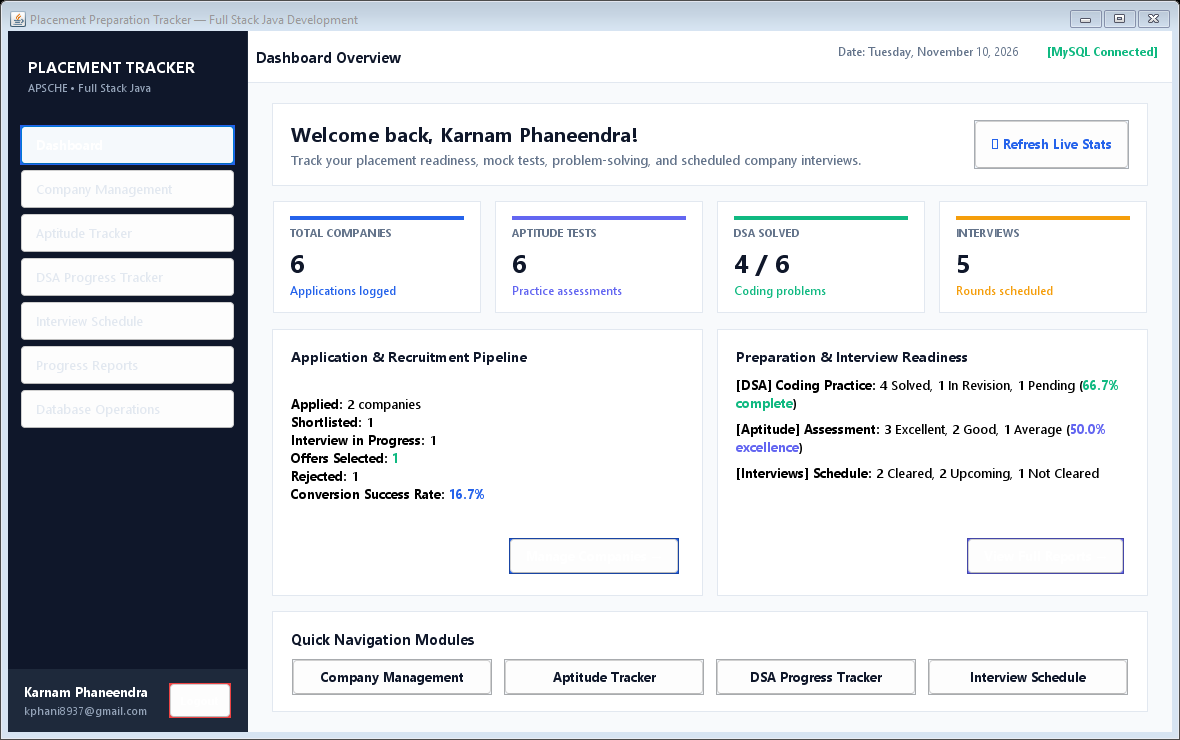 Placement Preparation Tracker — Full Stack Java Development
PLACEMENT TRACKER
APSCHE • Full Stack Java
Dashboard
Company Management
Aptitude Tracker
DSA Progress Tracker
Interview Schedule
Progress Reports
Database Operations
Karnam Phaneendra
kphani8937@gmail.com
Dashboard Overview
Date: Tuesday, November 10, 2026
[MySQL Connected]
Welcome back, Karnam Phaneendra!
Track your placement readiness, mock tests, problem-solving, and scheduled company interviews.
Refresh Live Stats
TOTAL COMPANIES
6
Applications logged
APTITUDE TESTS
6
Practice assessments
DSA SOLVED
4 / 6
Coding problems
INTERVIEWS
5
Rounds scheduled
Application & Recruitment Pipeline
Applied: 2 companies
Shortlisted: 1
Interview in Progress: 1
Offers Selected: 1
Rejected: 1
Conversion Success Rate: 16.7%
Preparation & Interview Readiness
[DSA] Coding Practice: 4 Solved, 1 In Revision, 1 Pending (66.7%
complete)
[Aptitude] Assessment: 3 Excellent, 2 Good, 1 Average (50.0%
excellence)
[Interviews] Schedule: 2 Cleared, 2 Upcoming, 1 Not Cleared
Quick Navigation Modules
Company Management
Aptitude Tracker
DSA Progress Tracker
Interview Schedule